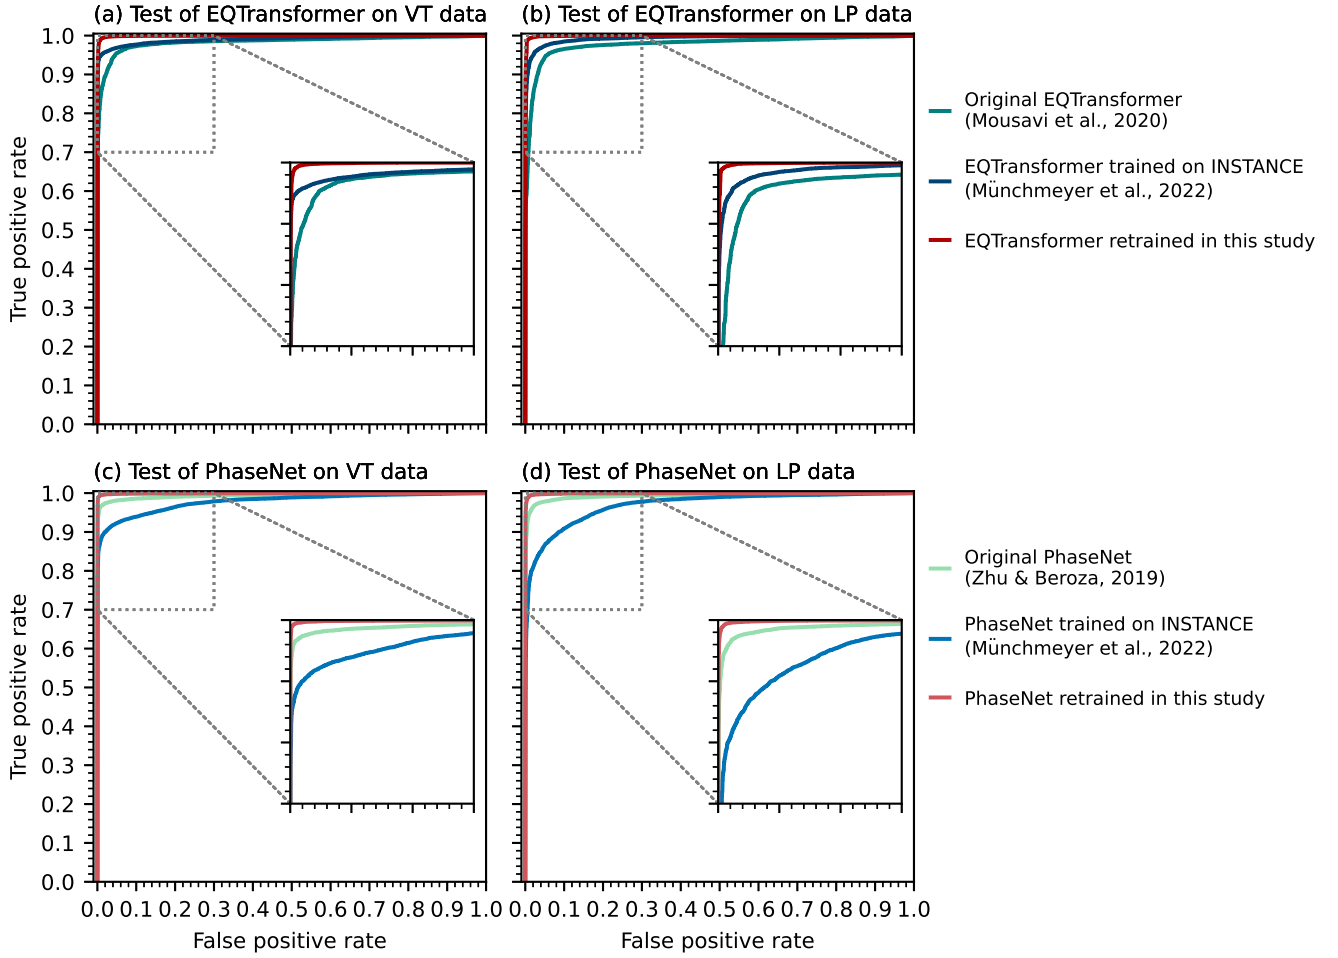 (a) Test of EQTransformer on VT data
(b) Test of EQTransformer on LP data
True positive rate
1.0
0.9
0.8
0.7
0.6
0.5
0.4
0.3
0.2
0.1
0.0
Original EQTransformer
(Mousavi et al., 2020)
EQTransformer trained on INSTANCE
(Münchmeyer et al., 2022)
EQTransformer retrained in this study
(c) Test of PhaseNet on VT data
(d) Test of PhaseNet on LP data
True positive rate
1.0
0.9
0.8
0.7
0.6
0.5
0.4
0.3
0.2
0.1
0.0
Original PhaseNet
(Zhu & Beroza, 2019)
PhaseNet trained on INSTANCE
(Münchmeyer et al., 2022)
PhaseNet retrained in this study
0.0 0.1 0.2 0.3 0.4 0.5 0.6 0.7 0.8 0.9 1.0
0.0 0.1 0.2 0.3 0.4 0.5 0.6 0.7 0.8 0.9 1.0
False positive rate
False positive rate